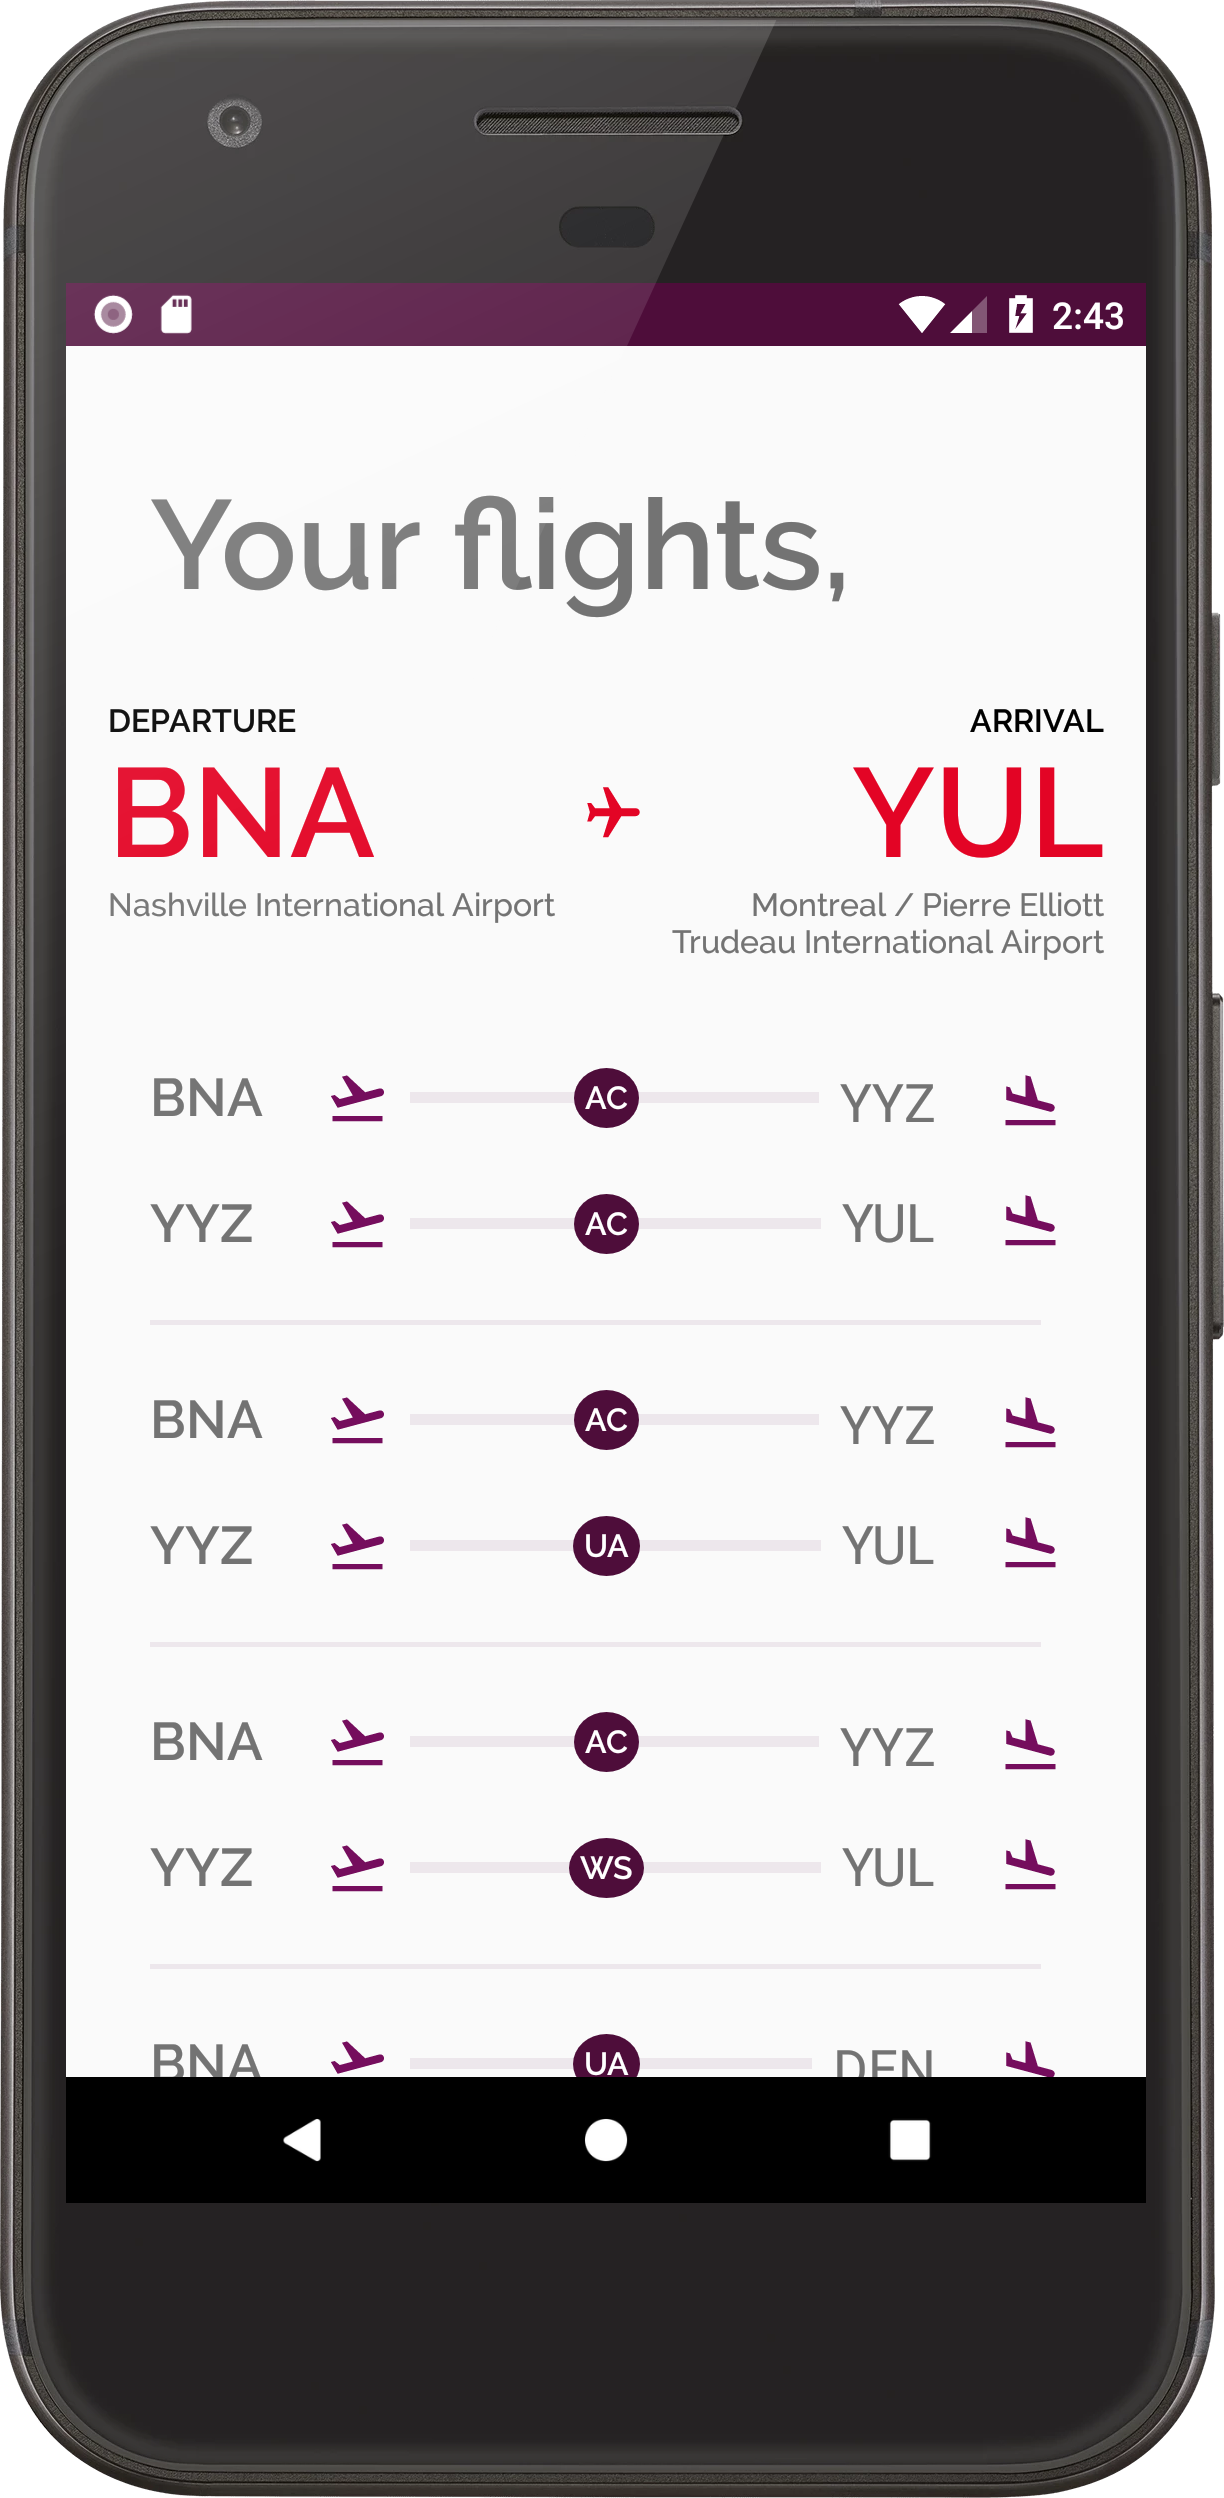 2:43
Your flights,
DEPARTURE ARRIVAL
BNA YUL
Nashville International Airport Montreal / Pierre Elliott
Trudeau International Airport
BNA AC YYZ
YYZ AC YUL
BNA AC YYZ
YYZ UA YUL
BNA AC YYZ
YYZ WS YUL
BNA UA DEN